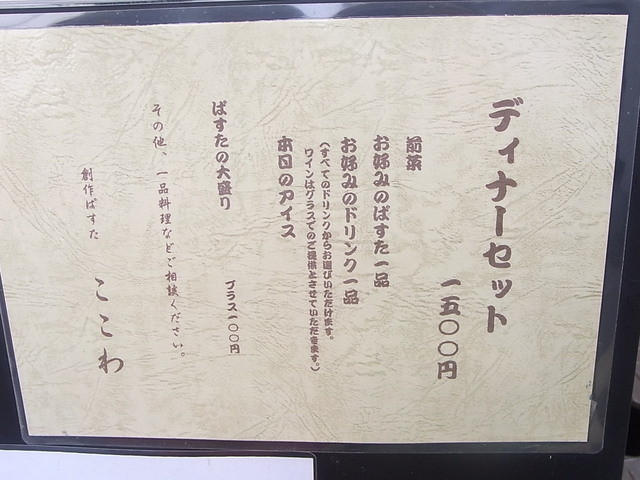 ディナーセット
一五〇〇円
前菜
お好みのぱすた一品
お好みのドリンク一品
(すべてのドリンクからお選びいただけます。
ワインはグラスでのご提供とさせていただきます。)
本日のアイス
ぱすたの大盛り
プラス一〇〇円
その他、一品料理などご相談ください。
創作ぱすた
ここわ